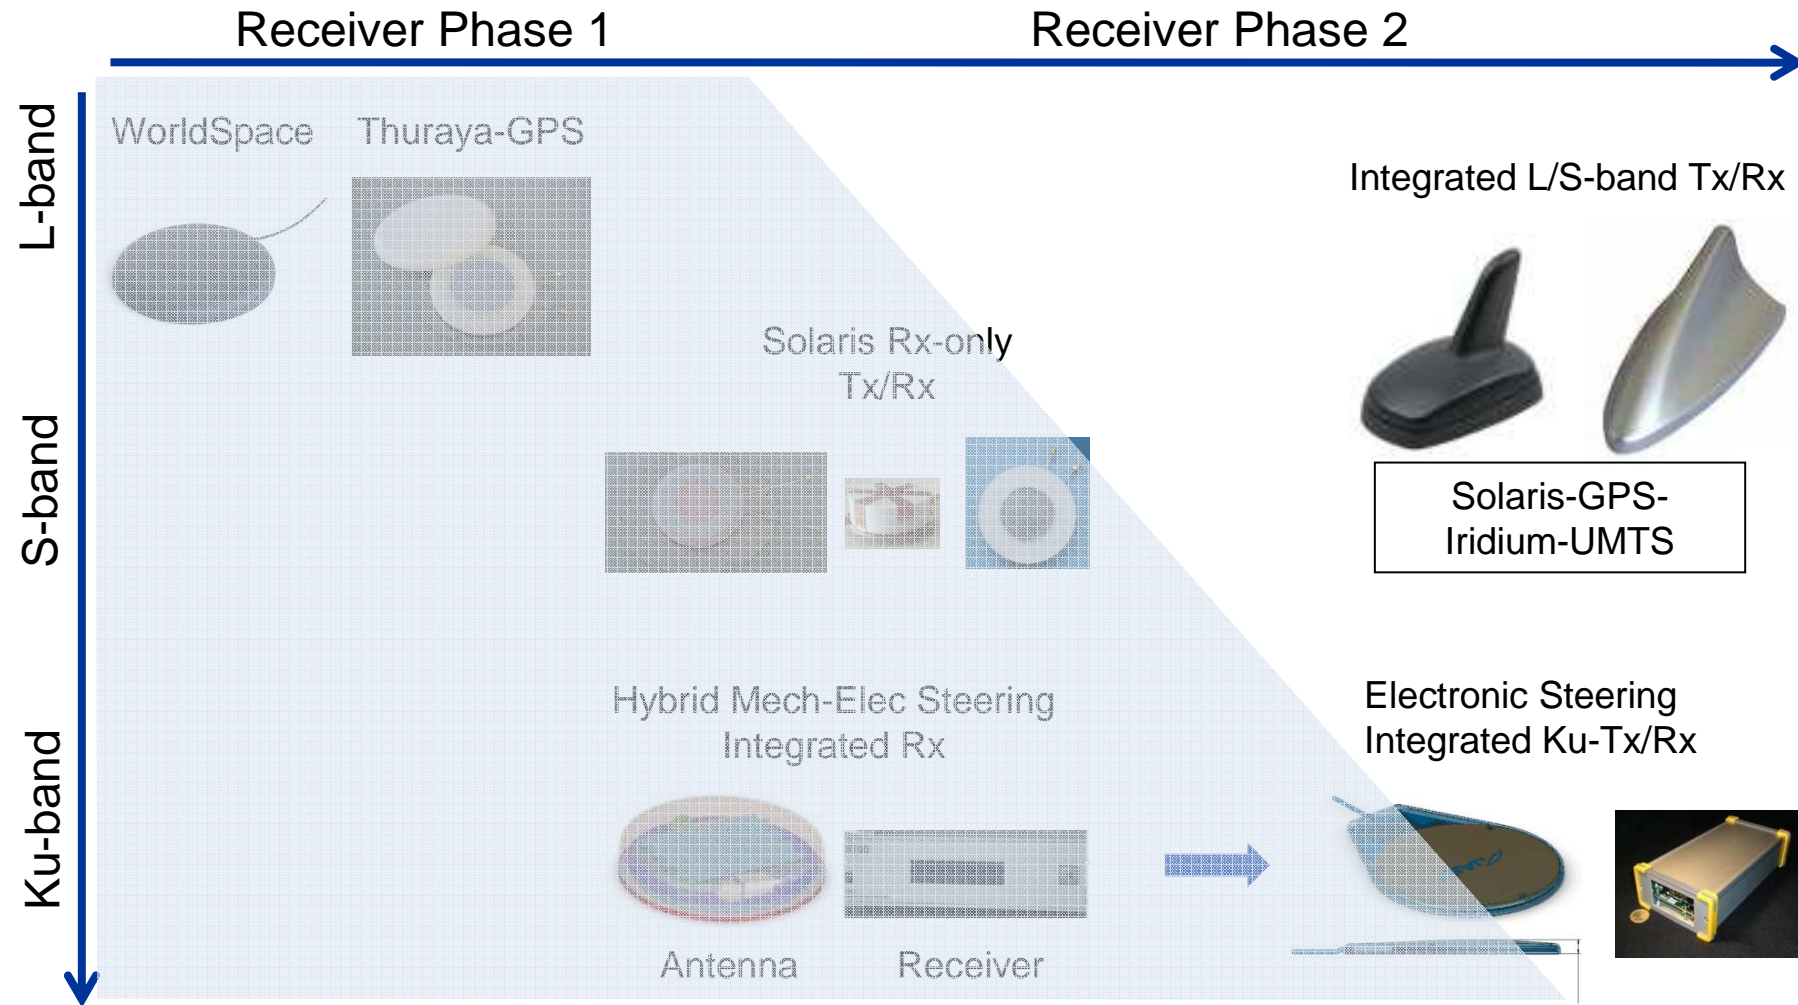 Receiver Phase 1
Receiver Phase 2
L-band
WorldSpace
Thuraya-GPS
Integrated L/S-band Tx/Rx
S-band
Solaris Rx-only
Tx/Rx
Solaris-GPS-
Iridium-UMTS
Ku-band
Hybrid Mech-Elec Steering
Integrated Rx
Electronic Steering
Integrated Ku-Tx/Rx
Antenna
Receiver